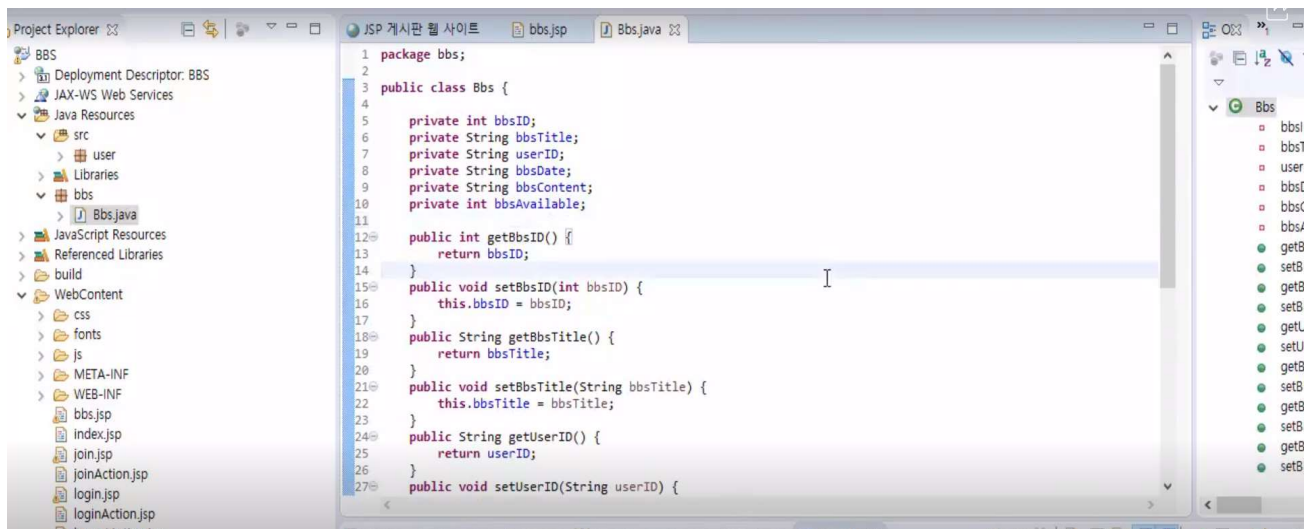 Project Explorer
BBS
Deployment Descriptor: BBS
JAX-WS Web Services
Java Resources
src
user
Libraries
bbs
Bbs.java
JavaScript Resources
Referenced Libraries
build
WebContent
css
fonts
js
META-INF
WEB-INF
bbs.jsp
index.jsp
join.jsp
joinAction.jsp
login.jsp
loginAction.jsp
JSP 게시판 웹 사이트 bbs.jsp Bbs.java
1 package bbs;
2
3 public class Bbs {
4
5 private int bbsID;
6 private String bbsTitle;
7 private String userID;
8 private String bbsDate;
9 private String bbsContent;
10 private int bbsAvailable;
11
12 public int getBbsID() {
13 return bbsID;
14 }
15 public void setBbsID(int bbsID) {
16 this.bbsID = bbsID;
17 }
18 public String getBbsTitle() {
19 return bbsTitle;
20 }
21 public void setBbsTitle(String bbsTitle) {
22 this.bbsTitle = bbsTitle;
23 }
24 public String getUserID() {
25 return userID;
26 }
27 public void setUserID(String userID) {
Bbs
user